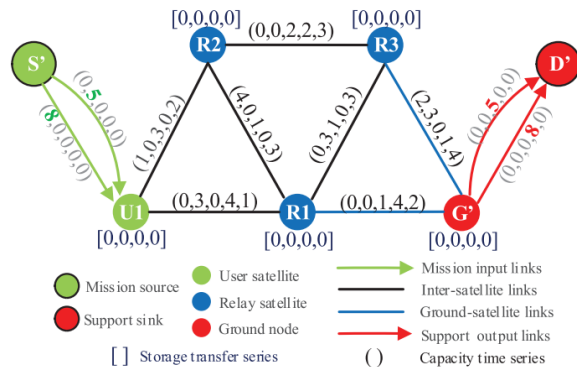 [0,0,0,0]
[0,0,0,0]
R2
(0,0,2,2,3)
R3
S’
D’
(0,5,0,0,0)
(8,0,0,0,0)
(1,0,3,0,2)
(4,0,1,0,3)
(0,3,1,0,3)
(2,3,0,1,4)
(0,0,5,0,0)
(0,0,0,8,0)
U1
(0,3,0,4,1)
R1
(0,0,1,4,2)
G’
[0,0,0,0]
[0,0,0,0]
[0,0,0,0]
Mission source
Support sink
User satellite
Relay satellite
Ground node
Mission input links
Inter-satellite links
Ground-satellite links
Support output links
[ ] Storage transfer series
( ) Capacity time series